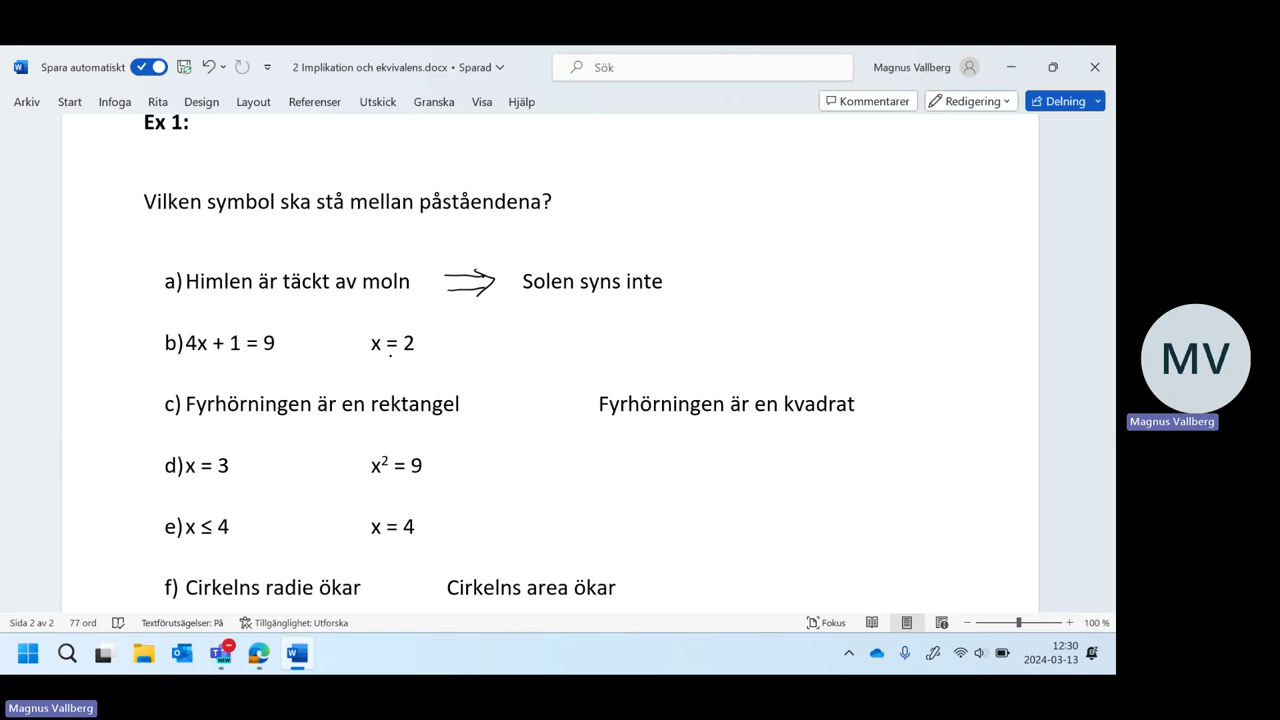 Spara automatiskt 2 Implikation och ekvivalens.docx • Sparad Sök Magnus Vallberg
Arkiv Start Infoga Rita Design Layout Referenser Utskick Granska Visa Hjälp Kommentarer Redigering Delning
Ex 1:
Vilken symbol ska stå mellan påståendena?
a) Himlen är täckt av moln ⇒ Solen syns inte
b) 4x + 1 = 9 x = 2
c) Fyrhörningen är en rektangel Fyrhörningen är en kvadrat
d) x = 3 x² = 9
e) x ≤ 4 x = 4
f) Cirkelns radie ökar Cirkelns area ökar
MV
Magnus Vallberg
Sida 2 av 2 77 ord Textförutsägelser: På Tillgänglighet: Utforska Fokus 100 %
NEW
12:30
2024-03-13
Magnus Vallberg